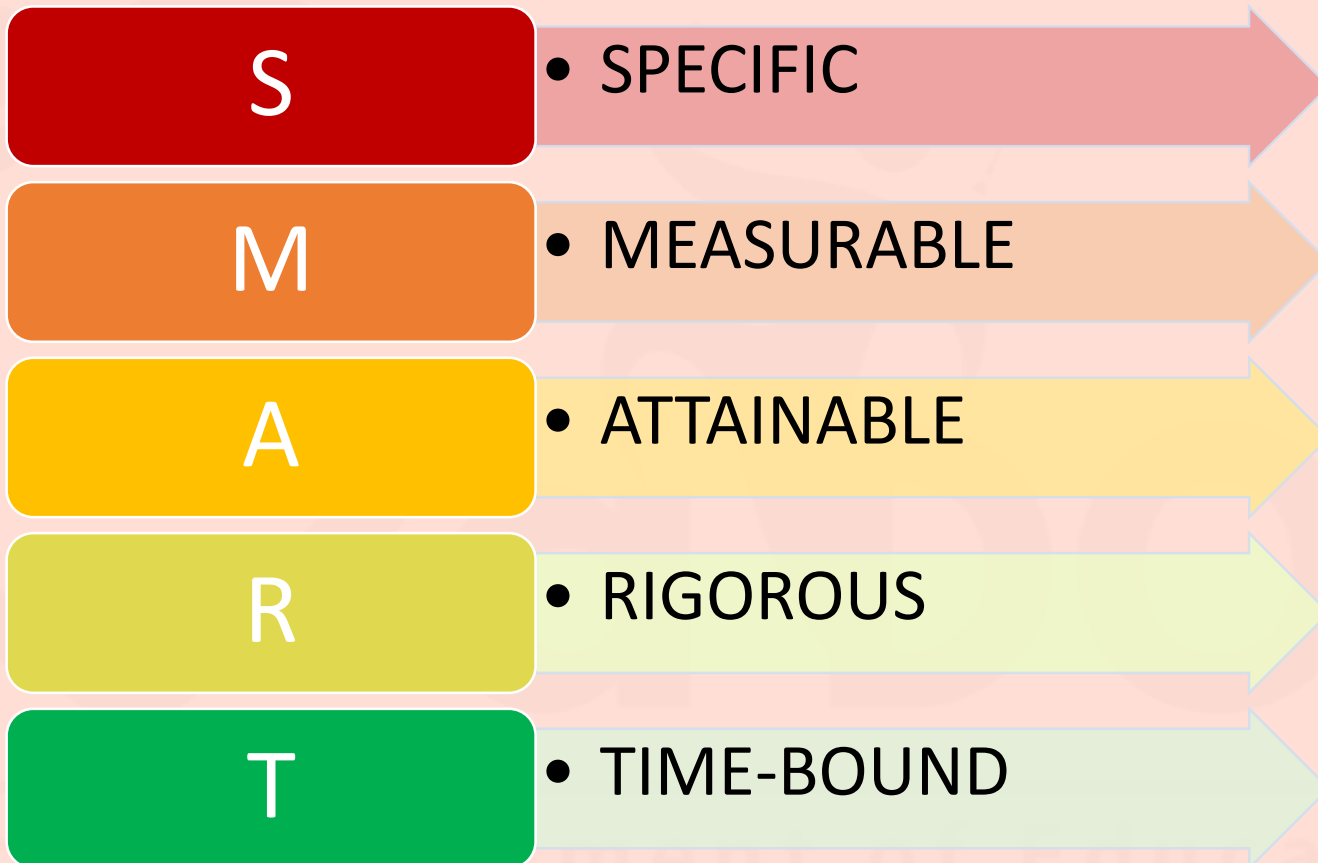 S
• SPECIFIC
M
• MEASURABLE
A
• ATTAINABLE
R
• RIGOROUS
T
• TIME-BOUND